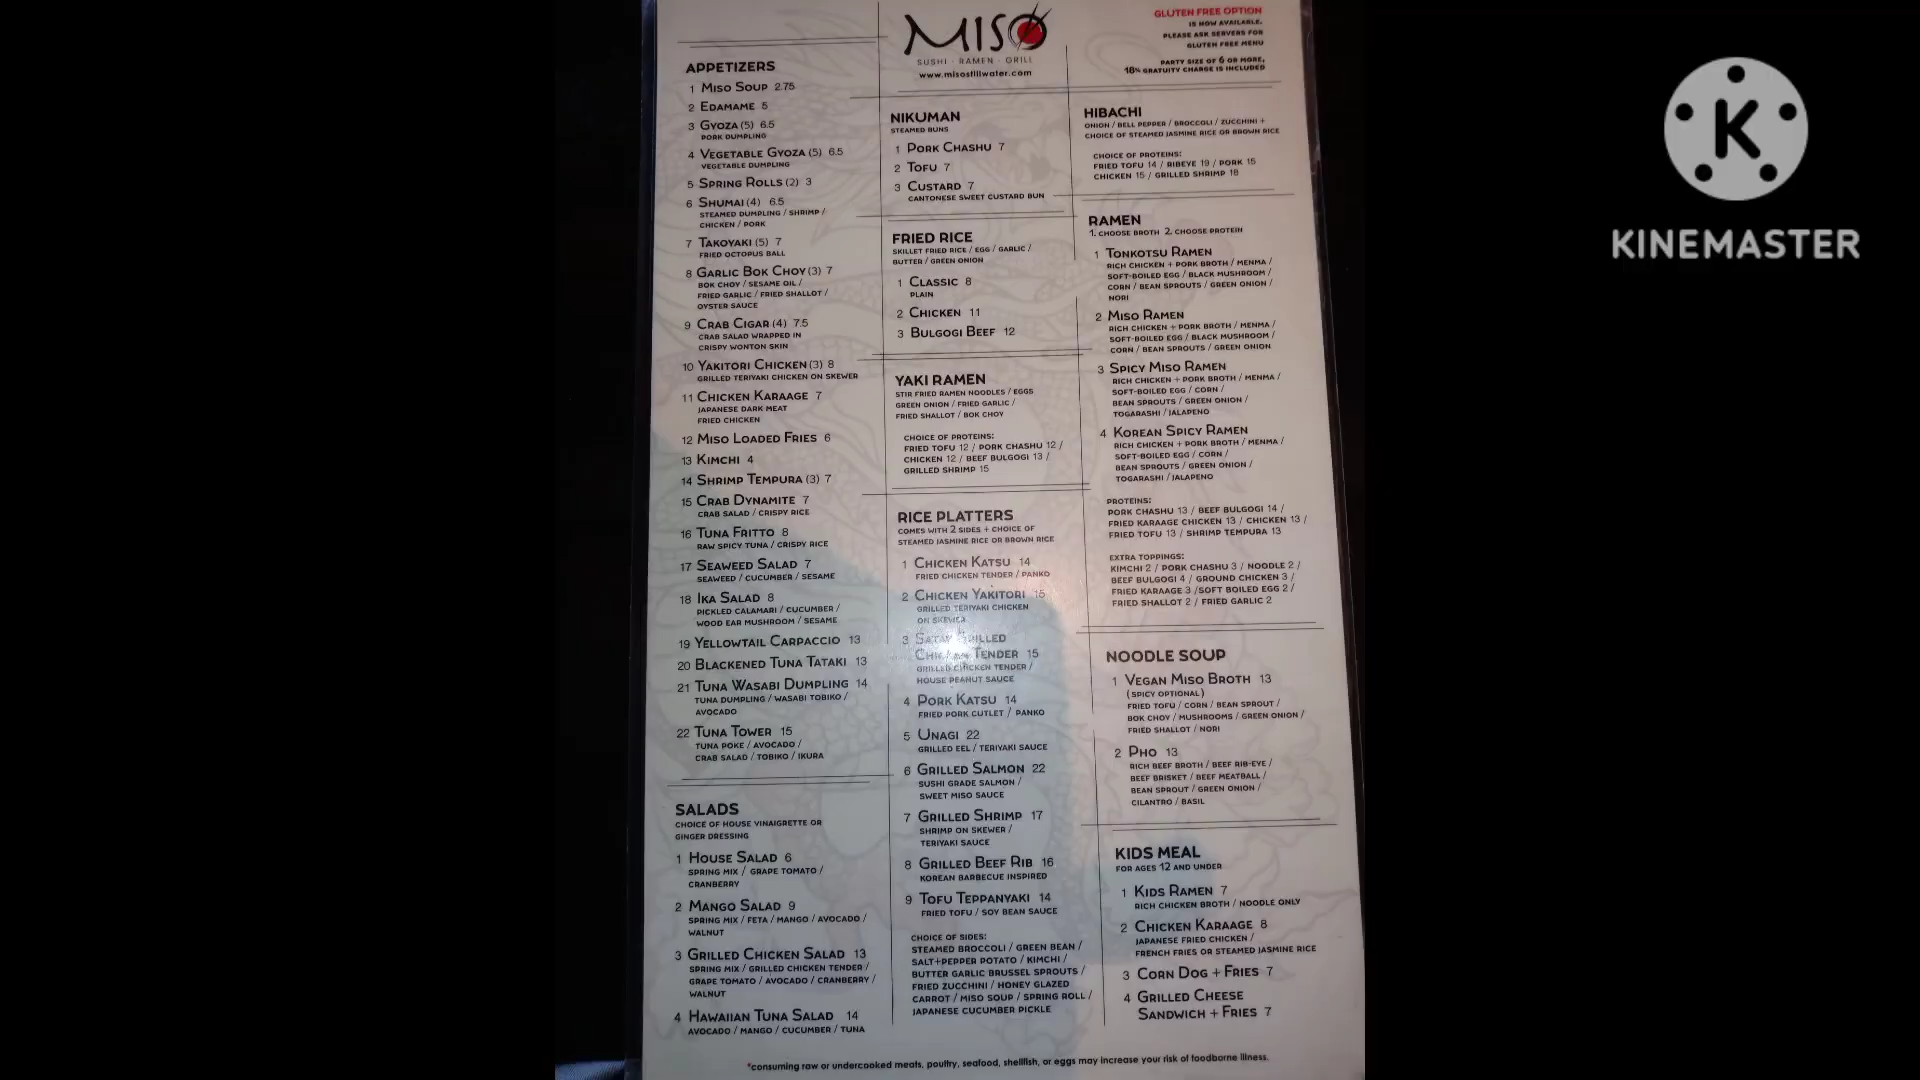 MISO
SUSHI · RAMEN · GRILL
www.misostillwater.com
GLUTEN FREE OPTION
IS NOW AVAILABLE.
PLEASE ASK SERVERS FOR
GLUTEN FREE MENU
PARTY SIZE OF 6 OR MORE,
18% GRATUITY CHARGE IS INCLUDED
APPETIZERS
1 MISO SOUP 2.75
2 EDAMAME 5
3 GYOZA (5) 6.5
PORK DUMPLING
4 VEGETABLE GYOZA (5) 6.5
VEGETABLE DUMPLING
5 SPRING ROLLS (2) 3
6 SHUMAI (4) 6.5
STEAMED DUMPLING / SHRIMP /
CHICKEN / PORK
7 TAKOYAKI (5) 7
FRIED OCTOPUS BALL
8 GARLIC BOK CHOY (3) 7
BOK CHOY / SESAME OIL /
FRIED GARLIC / FRIED SHALLOT /
OYSTER SAUCE
9 CRAB CIGAR (4) 7.5
CRAB SALAD WRAPPED IN
CRISPY WONTON SKIN
10 YAKITORI CHICKEN (3) 8
GRILLED TERIYAKI CHICKEN ON SKEWER
11 CHICKEN KARAAGE 7
JAPANESE DARK MEAT
FRIED CHICKEN
12 MISO LOADED FRIES 6
13 KIMCHI 4
14 SHRIMP TEMPURA (3) 7
15 CRAB DYNAMITE 7
CRAB SALAD / CRISPY RICE
16 TUNA FRITTO 8
RAW SPICY TUNA / CRISPY RICE
17 SEAWEED SALAD 7
SEAWEED / CUCUMBER / SESAME
18 IKA SALAD 8
PICKLED CALAMARI / CUCUMBER /
WOOD EAR MUSHROOM / SESAME
19 YELLOWTAIL CARPACCIO 13
20 BLACKENED TUNA TATAKI 13
21 TUNA WASABI DUMPLING 14
TUNA DUMPLING / WASABI TOBIKO /
AVOCADO
22 TUNA TOWER 15
TUNA POKE / AVOCADO /
CRAB SALAD / TOBIKO / IKURA
SALADS
CHOICE OF HOUSE VINAIGRETTE OR
GINGER DRESSING
1 HOUSE SALAD 6
SPRING MIX / GRAPE TOMATO /
CRANBERRY
2 MANGO SALAD 9
SPRING MIX / FETA / MANGO / AVOCADO /
WALNUT
3 GRILLED CHICKEN SALAD 13
SPRING MIX / GRILLED CHICKEN TENDER /
GRAPE TOMATO / AVOCADO / CRANBERRY /
WALNUT
4 HAWAIIAN TUNA SALAD 14
AVOCADO / MANGO / CUCUMBER / TUNA
NIKUMAN
STEAMED BUNS
1 PORK CHASHU 7
2 TOFU 7
3 CUSTARD 7
CANTONESE SWEET CUSTARD BUN
FRIED RICE
SKILLET FRIED RICE / EGG / GARLIC /
BUTTER / GREEN ONION
1 CLASSIC 8
PLAIN
2 CHICKEN 11
3 BULGOGI BEEF 12
YAKI RAMEN
STIR FRIED RAMEN NOODLES / EGGS
GREEN ONION / FRIED GARLIC /
FRIED SHALLOT / BOK CHOY
CHOICE OF PROTEINS:
FRIED TOFU 12 / PORK CHASHU 12 /
CHICKEN 12 / BEEF BULGOGI 13 /
GRILLED SHRIMP 15
RICE PLATTERS
COMES WITH 2 SIDES + CHOICE OF
STEAMED JASMINE RICE OR BROWN RICE
1 CHICKEN KATSU 14
FRIED CHICKEN TENDER / PANKO
2 CHICKEN YAKITORI 15
GRILLED TERIYAKI CHICKEN
ON SKEWER
3 SATAY GRILLED
CHICKEN TENDER 15
GRILLED CHICKEN TENDER /
HOUSE PEANUT SAUCE
4 PORK KATSU 14
FRIED PORK CUTLET / PANKO
5 UNAGI 22
GRILLED EEL / TERIYAKI SAUCE
6 GRILLED SALMON 22
SUSHI GRADE SALMON /
SWEET MISO SAUCE
7 GRILLED SHRIMP 17
SHRIMP ON SKEWER /
TERIYAKI SAUCE
8 GRILLED BEEF RIB 16
KOREAN BARBECUE INSPIRED
9 TOFU TEPPANYAKI 14
FRIED TOFU / SOY BEAN SAUCE
CHOICE OF SIDES:
STEAMED BROCCOLI / GREEN BEAN /
SALT+PEPPER POTATO / KIMCHI /
BUTTER GARLIC BRUSSEL SPROUTS /
FRIED ZUCCHINI / HONEY GLAZED
CARROT / MISO SOUP / SPRING ROLL /
JAPANESE CUCUMBER PICKLE
HIBACHI
ONION / BELL PEPPER / BROCCOLI / ZUCCHINI +
CHOICE OF STEAMED JASMINE RICE OR BROWN RICE
CHOICE OF PROTEINS:
FRIED TOFU 14 / RIBEYE 19 / PORK 15
CHICKEN 15 / GRILLED SHRIMP 18
RAMEN
1. CHOOSE BROTH 2. CHOOSE PROTEIN
1 TONKOTSU RAMEN
RICH CHICKEN + PORK BROTH / MENMA /
SOFT-BOILED EGG / BLACK MUSHROOM /
CORN / BEAN SPROUTS / GREEN ONION /
NORI
2 MISO RAMEN
RICH CHICKEN + PORK BROTH / MENMA /
SOFT-BOILED EGG / BLACK MUSHROOM /
CORN / BEAN SPROUTS / GREEN ONION
3 SPICY MISO RAMEN
RICH CHICKEN + PORK BROTH / MENMA /
SOFT-BOILED EGG / CORN /
BEAN SPROUTS / GREEN ONION /
TOGARASHI / JALAPENO
4 KOREAN SPICY RAMEN
RICH CHICKEN + PORK BROTH / MENMA /
SOFT-BOILED EGG / CORN /
BEAN SPROUTS / GREEN ONION /
TOGARASHI / JALAPENO
PROTEINS:
PORK CHASHU 13 / BEEF BULGOGI 14 /
FRIED KARAAGE CHICKEN 13 / CHICKEN 13 /
FRIED TOFU 13 / SHRIMP TEMPURA 13
EXTRA TOPPINGS:
KIMCHI 2 / PORK CHASHU 3 / NOODLE 2 /
BEEF BULGOGI 4 / GROUND CHICKEN 3 /
FRIED KARAAGE 3 / SOFT BOILED EGG 2 /
FRIED SHALLOT 2 / FRIED GARLIC 2
NOODLE SOUP
1 VEGAN MISO BROTH 13
(SPICY OPTIONAL)
FRIED TOFU / CORN / BEAN SPROUT /
BOK CHOY / MUSHROOMS / GREEN ONION /
FRIED SHALLOT / NORI
2 PHO 13
RICH BEEF BROTH / BEEF RIB-EYE /
BEEF BRISKET / BEEF MEATBALL /
BEAN SPROUT / GREEN ONION /
CILANTRO / BASIL
KIDS MEAL
FOR AGES 12 AND UNDER
1 KIDS RAMEN 7
RICH CHICKEN BROTH / NOODLE ONLY
2 CHICKEN KARAAGE 8
JAPANESE FRIED CHICKEN /
FRENCH FRIES OR STEAMED JASMINE RICE
3 CORN DOG + FRIES 7
4 GRILLED CHEESE
SANDWICH + FRIES 7
*consuming raw or undercooked meats, poultry, seafood, shellfish, or eggs may increase your risk of foodborne illness.
K
KINEMASTER